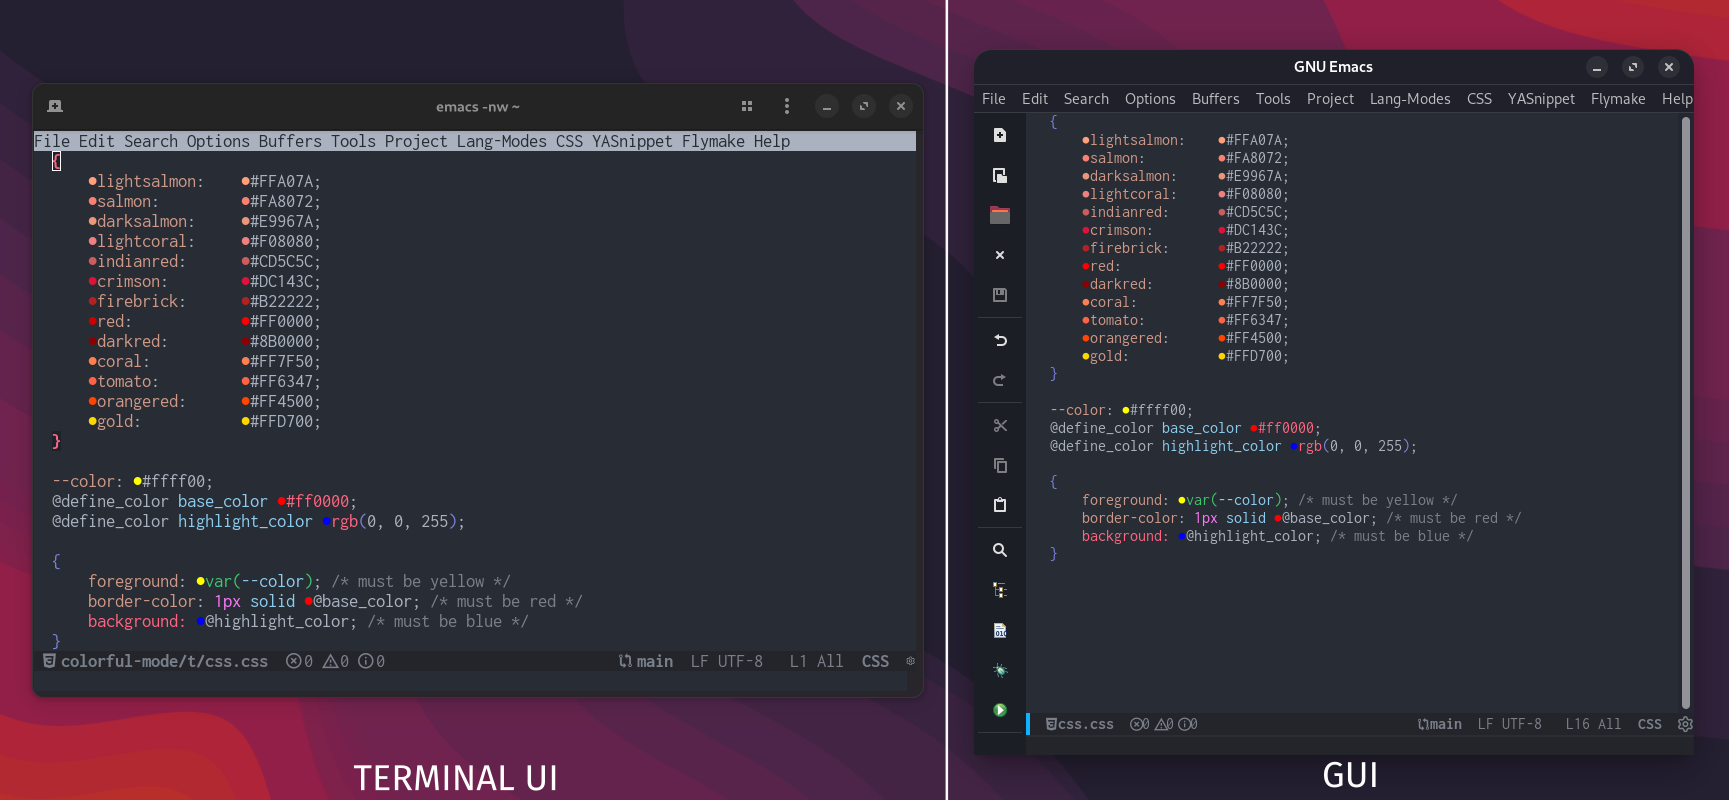 emacs -nw ~
File Edit Search Options Buffers Tools Project Lang-Modes CSS YASnippet Flymake Help
{
lightsalmon: #FFA07A;
salmon: #FA8072;
darksalmon: #E9967A;
lightcoral: #F08080;
indianred: #CD5C5C;
crimson: #DC143C;
firebrick: #B22222;
red: #FF0000;
darkred: #8B0000;
coral: #FF7F50;
tomato: #FF6347;
orangered: #FF4500;
gold: #FFD700;
}
--color: #ffff00;
@define_color base_color #ff0000;
@define_color highlight_color rgb(0, 0, 255);
{
foreground: var(--color); /* must be yellow */
border-color: 1px solid @base_color; /* must be red */
background: @highlight_color; /* must be blue */
}
colorful-mode/t/css.css 0 0 0 main LF UTF-8 L1 All CSS
TERMINAL UI
GNU Emacs
File Edit Search Options Buffers Tools Project Lang-Modes CSS YASnippet Flymake Help
{
lightsalmon: #FFA07A;
salmon: #FA8072;
darksalmon: #E9967A;
lightcoral: #F08080;
indianred: #CD5C5C;
crimson: #DC143C;
firebrick: #B22222;
red: #FF0000;
darkred: #8B0000;
coral: #FF7F50;
tomato: #FF6347;
orangered: #FF4500;
gold: #FFD700;
}
--color: #ffff00;
@define_color base_color #ff0000;
@define_color highlight_color rgb(0, 0, 255);
{
foreground: var(--color); /* must be yellow */
border-color: 1px solid @base_color; /* must be red */
background: @highlight_color; /* must be blue */
}
css.css 0 0 0 main LF UTF-8 L16 All CSS
GUI